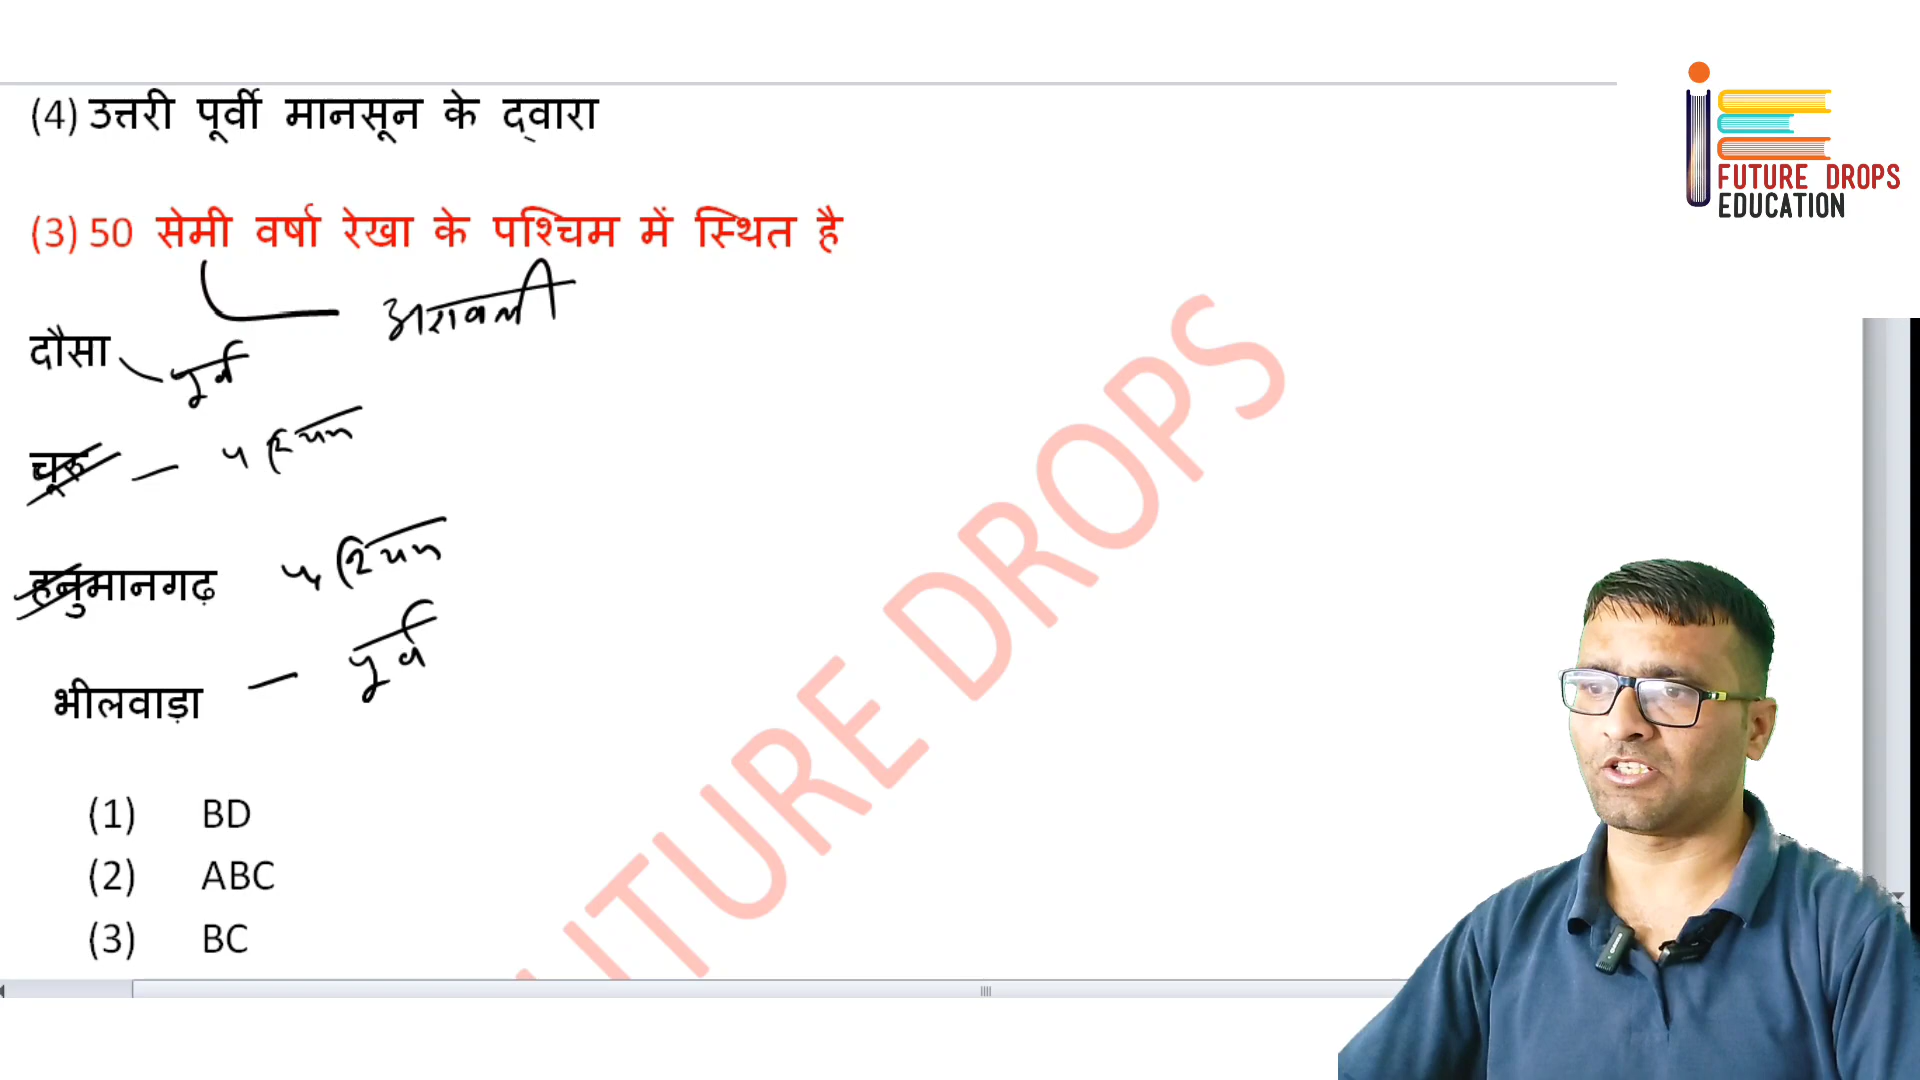 (4) उत्तरी पूर्वी मानसून के द्वारा
(3) 50 सेमी वर्षा रेखा के पश्चिम में स्थित है
अरावली
दौसा
पूर्व
चूरू
पश्चिम
हनुमानगढ़
पश्चिम
भीलवाड़ा
पूर्व
(1) BD
(2) ABC
(3) BC
FUTURE DROPS
EDUCATION
UTURE DROPS